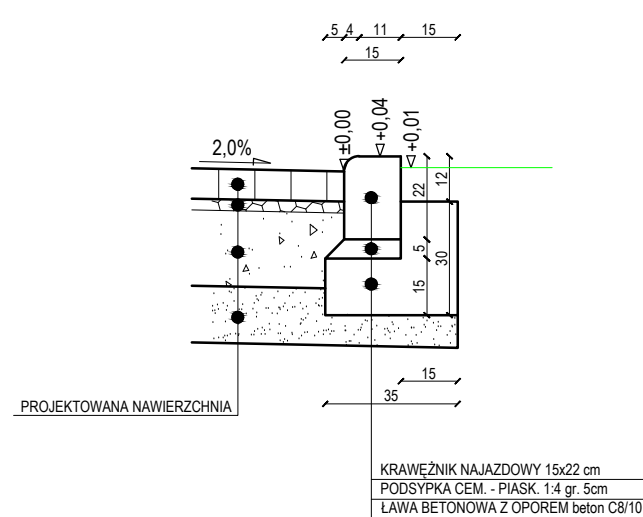 5 4 11 15
15
±0,00 +0,04 +0,01
2,0%
22 12
5 30
15
15
35
PROJEKTOWANA NAWIERZCHNIA
KRAWĘŻNIK NAJAZDOWY 15x22 cm
PODSYPKA CEM. - PIASK. 1:4 gr. 5cm
ŁAWA BETONOWA Z OPOREM beton C8/10